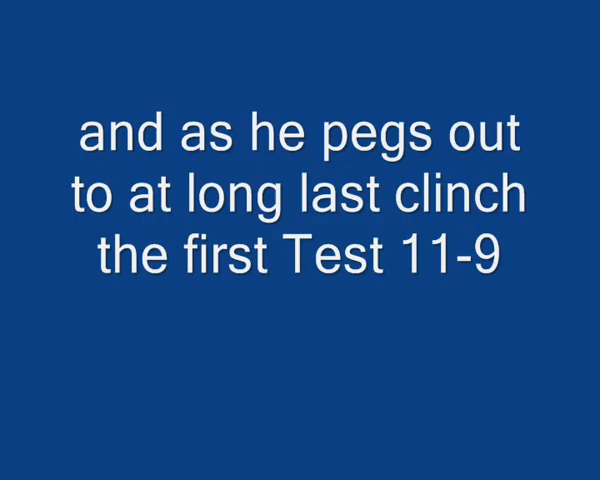 and as he pegs out
to at long last clinch
the first Test 11-9